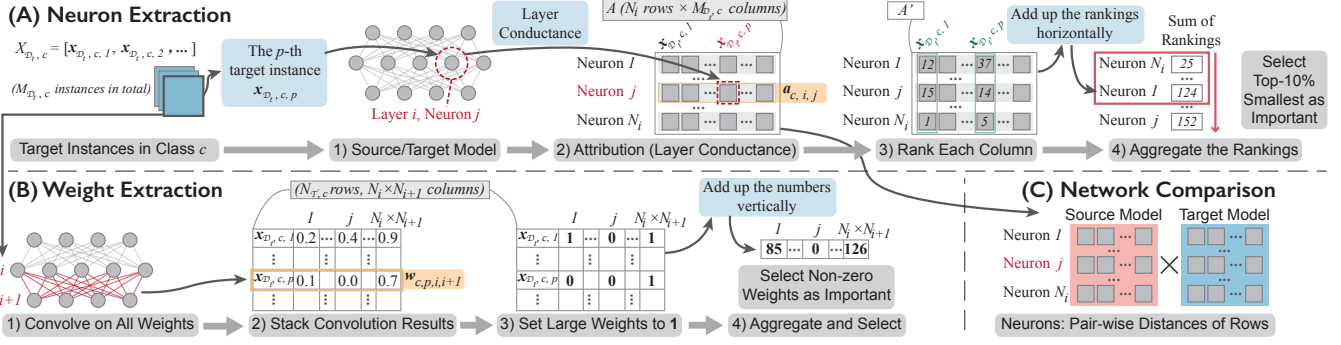 (A) Neuron Extraction
X_{𝒟_t, c} = [x_{𝒟_t, c, 1}, x_{𝒟_t, c, 2}, ...]
(M_{𝒟_t, c} instances in total)
The p-th
target instance
x_{𝒟_t, c, p}
Layer i, Neuron j
Layer
Conductance
A (N_i rows × M_{𝒟_t, c} columns)
x_{𝒟_t, c, 1}
x_{𝒟_t, c, p}
Neuron 1
Neuron j
Neuron N_i
a_{c, i, j}
A'
x_{𝒟_t, c, 1}
x_{𝒟_t, c, p}
Neuron 1 12 ... 37 ...
Neuron j 15 ... 14 ...
Neuron N_i 1 ... 5 ...
Add up the rankings
horizontally
Sum of
Rankings
Neuron N_i 25
...
Neuron 1 124
...
Neuron j 152
Select
Top-10%
Smallest as
Important
Target Instances in Class c
1) Source/Target Model
2) Attribution (Layer Conductance)
3) Rank Each Column
4) Aggregate the Rankings
(B) Weight Extraction
i
i+1
(N_{𝒯, c} rows, N_i × N_{i+1} columns)
1 j N_i × N_{i+1}
x_{𝒟_t, c, 1} 0.2 ... 0.4 ... 0.9
x_{𝒟_t, c, p} 0.1 0.0 0.7
w_{c,p,i,i+1}
1 j N_i × N_{i+1}
x_{𝒟_t, c, 1} 1 ... 0 ... 1
x_{𝒟_t, c, p} 0 0 1
Add up the numbers
vertically
1 j N_i × N_{i+1}
85 ... 0 ... 126
Select Non-zero
Weights as Important
1) Convolve on All Weights
2) Stack Convolution Results
3) Set Large Weights to 1
4) Aggregate and Select
(C) Network Comparison
Source Model Target Model
Neuron 1
Neuron j
×
Neuron N_i
Neurons: Pair-wise Distances of Rows